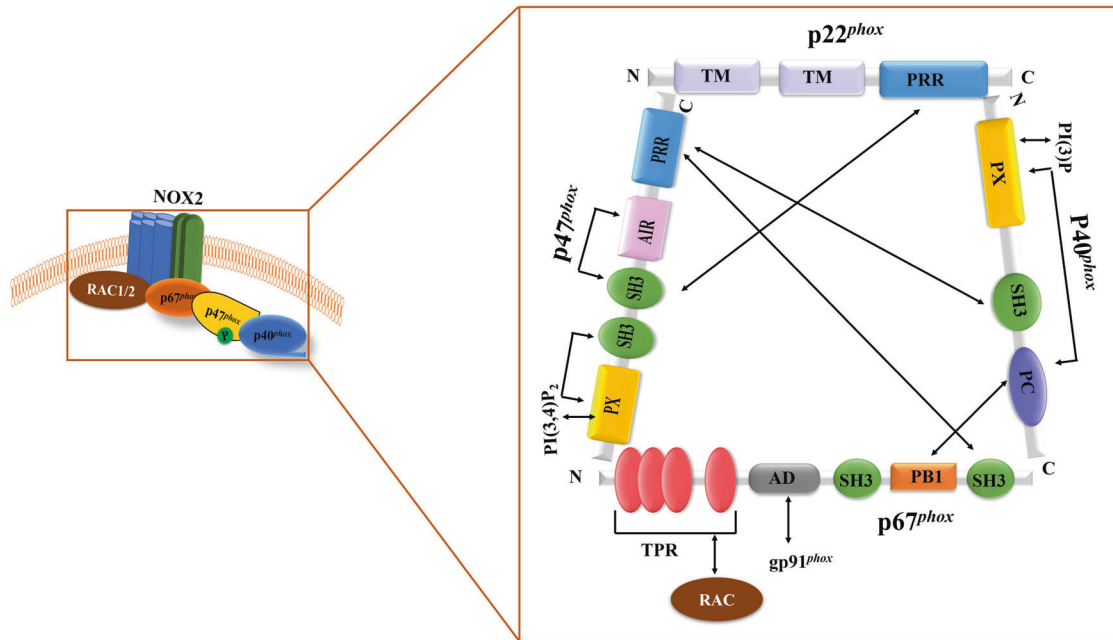 NOX2
RAC1/2
p67phox
p47phox
P
p40phox
p22phox
N
TM
TM
PRR
C
C
PRR
AIR
SH3
SH3
PX
p47phox
PI(3,4)P2
N
PX
PI(3)P
P40phox
SH3
PC
C
N
AD
SH3
PB1
SH3
p67phox
TPR
gp91phox
RAC